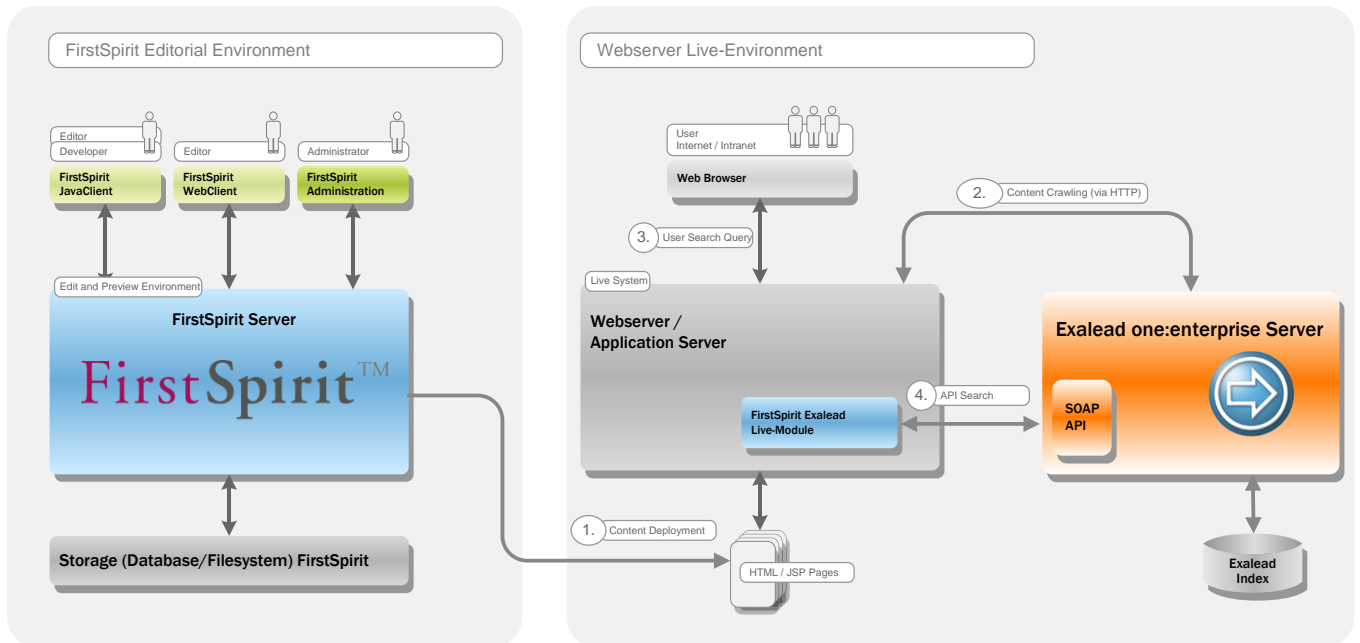 FirstSpirit Editorial Environment
Editor
Developer
FirstSpirit
JavaClient
Editor
FirstSpirit
WebClient
Administrator
FirstSpirit
Administration
Edit and Preview Environment
FirstSpirit Server
FirstSpirit™
Storage (Database/Filesystem) FirstSpirit
Webserver Live-Environment
User
Internet / Intranet
Web Browser
2. Content Crawling (via HTTP)
3. User Search Query
Live System
Webserver /
Application Server
Exalead one:enterprise Server
FirstSpirit Exalead
Live-Module
4. API Search
SOAP
API
1. Content Deployment
HTML / JSP Pages
Exalead
Index